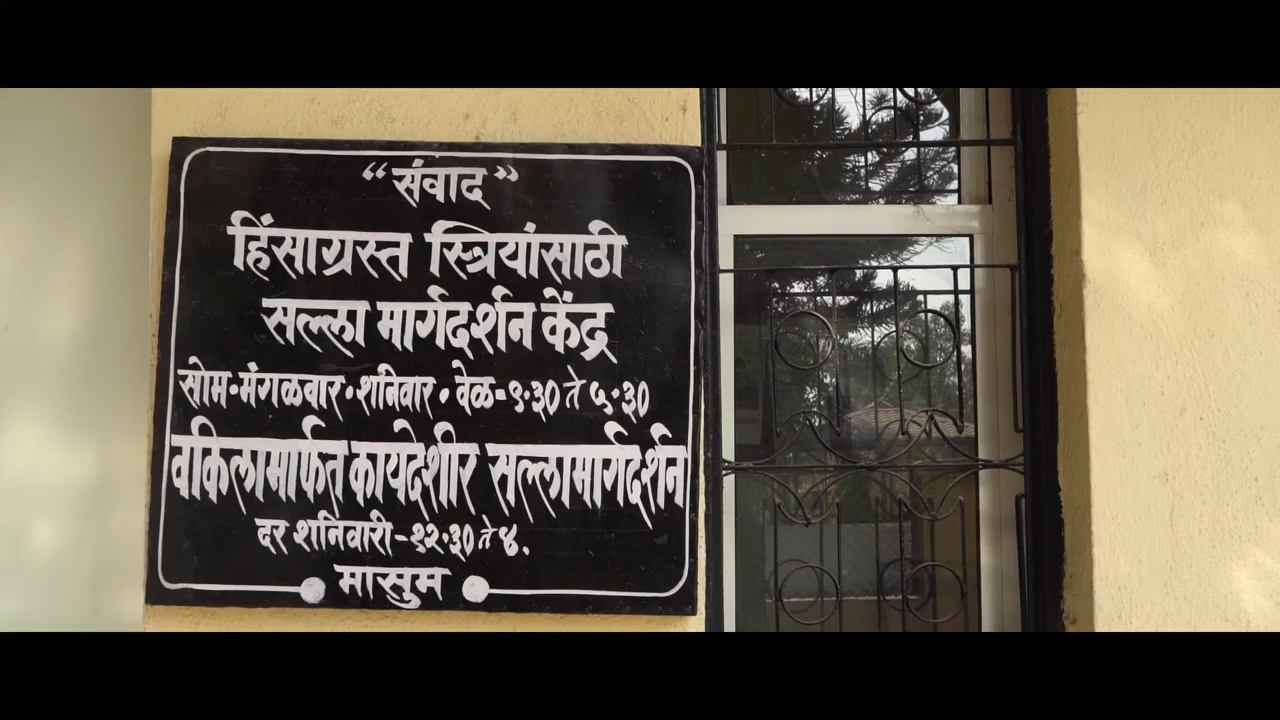 “संवाद”
हिंसाग्रस्त स्त्रियांसाठी
सल्ला मार्गदर्शन केंद्र
सोम·मंगळवार·शनिवार· वेळ=९·३० ते ५·३०
वकिलामार्फत कायदेशीर सल्लामार्गदर्शन
दर शनिवारी-१२·३० ते ४.
मासुम